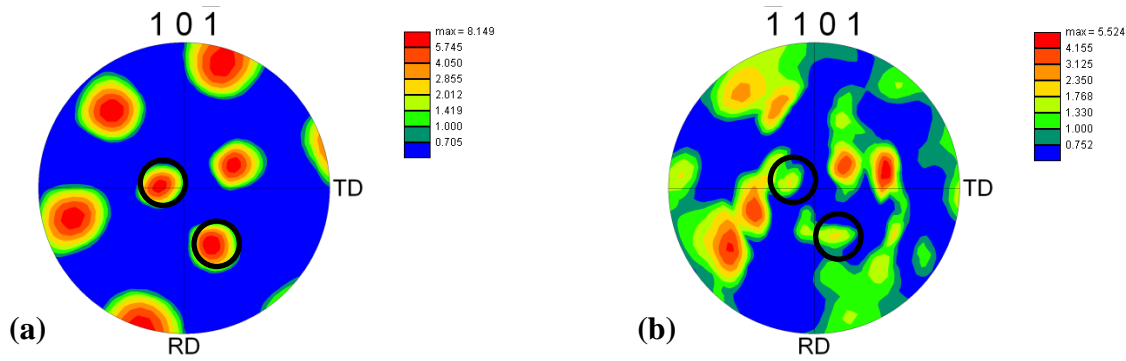 1 0 1̅
max = 8.149
5.745
4.050
2.855
2.012
1.419
1.000
0.705
TD
RD
(a)
1̅ 1 0 1
max = 5.524
4.155
3.125
2.350
1.768
1.330
1.000
0.752
TD
RD
(b)